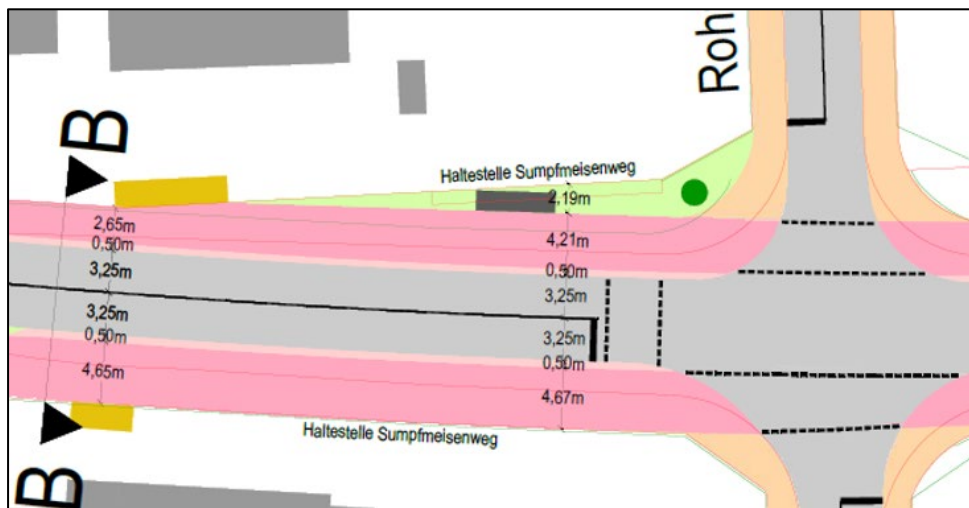 Roh
B
Haltestelle Sumpfmeisenweg
2,19m
2,65m
0,50m
3,25m
3,25m
0,50m
4,65m
4,21m
0,50m
3,25m
3,25m
0,50m
4,67m
Haltestelle Sumpfmeisenweg
B